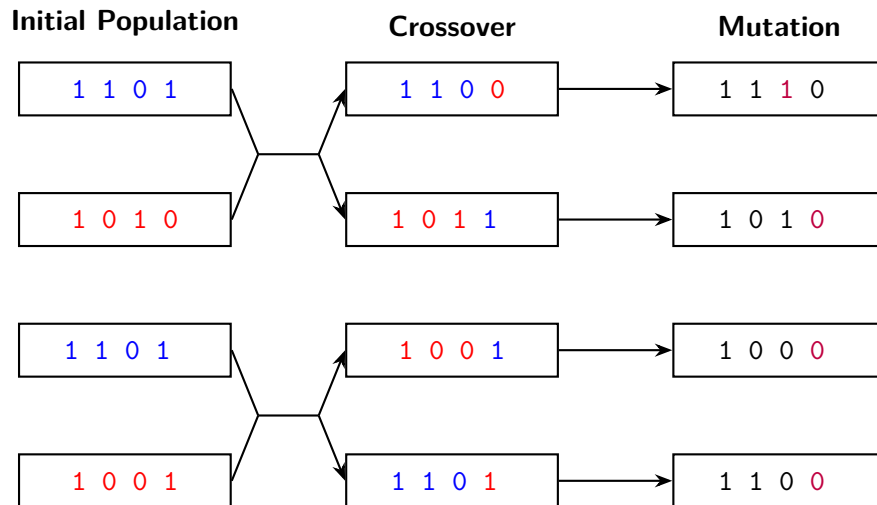 Initial Population Crossover Mutation
1 1 0 1 1 1 0 0 1 1 1 0
1 0 1 0 1 0 1 1 1 0 1 0
1 1 0 1 1 0 0 1 1 0 0 0
1 0 0 1 1 1 0 1 1 1 0 0